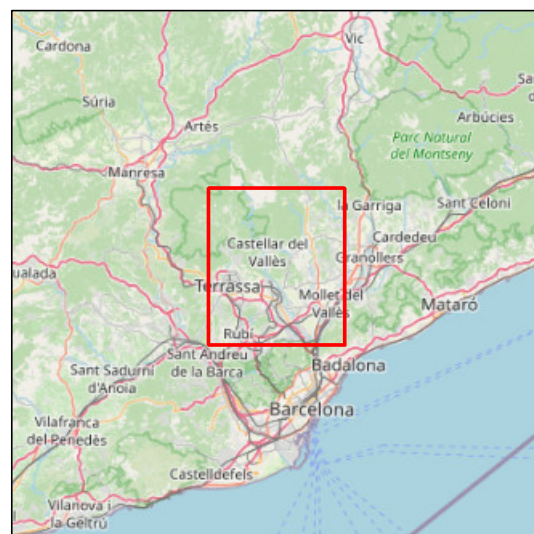 Cardona
Vic
Súria
Artés
Arbúcies
Parc Natural
del Montseny
Manresa
la Garriga
Sant Celoni
Cardedeu
Castellar del
Vallès
Granollers
Terrassa
Mollet del
Vallès
Mataró
Rubí
Sant Andreu
de la Barca
Badalona
Sant Sadurní
d'Anoia
Barcelona
Vilafranca
del Penedès
Castelldefels
Vilanova i
la Geltrú